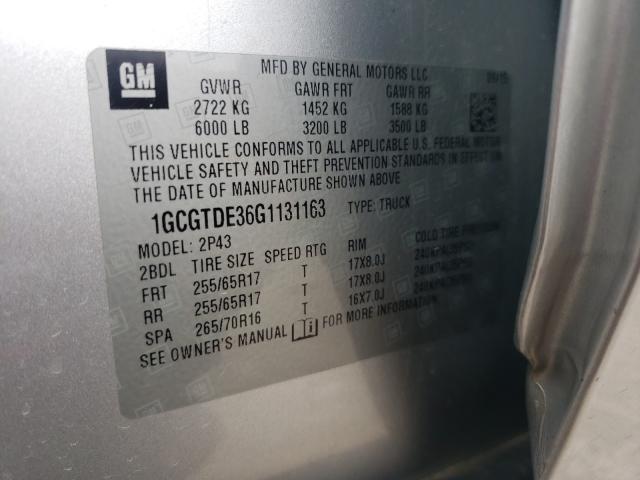 GM
MFD BY GENERAL MOTORS LLC
GVWR GAWR FRT GAWR RR
2722 KG 1452 KG 1588 KG
6000 LB 3200 LB 3500 LB
THIS VEHICLE CONFORMS TO ALL APPLICABLE U.S. FEDERAL MOTOR
VEHICLE SAFETY AND THEFT PREVENTION STANDARDS IN EFFECT ON
THE DATE OF MANUFACTURE SHOWN ABOVE
1GCGTDE36G1131163 TYPE: TRUCK
MODEL: 2P43
2BDL TIRE SIZE SPEED RTG RIM COLD TIRE PRESSURE
FRT 255/65R17 T 17X8.0J
RR 255/65R17 T 17X8.0J
SPA 265/70R16 T 16X7.0J
SEE OWNER'S MANUAL FOR MORE INFORMATION